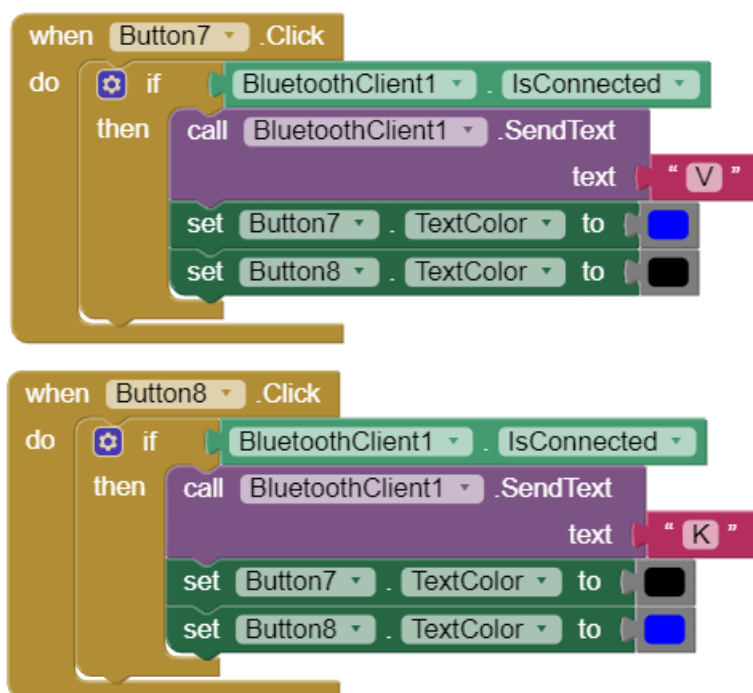 when Button7 .Click
do if BluetoothClient1 . IsConnected
then call BluetoothClient1 .SendText
text "V"
set Button7 . TextColor to
set Button8 . TextColor to
when Button8 .Click
do if BluetoothClient1 . IsConnected
then call BluetoothClient1 .SendText
text "K"
set Button7 . TextColor to
set Button8 . TextColor to